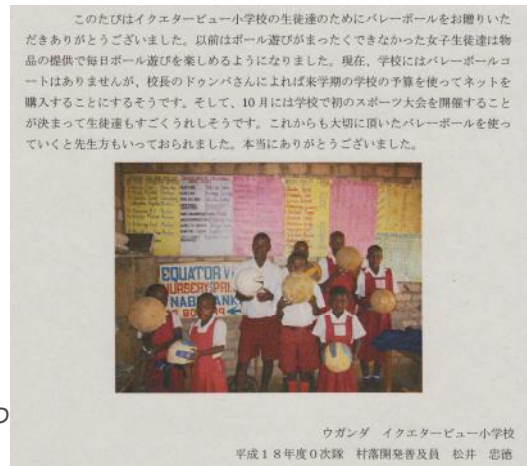 このたびはイクエタービュー小学校の生徒達のためにバレーボールをお贈りいた
だきありがとうございました。以前はボール遊びがまったくできなかった女子生徒達は物
品の提供で毎日ボール遊びを楽しめるようになりました。現在、学校にはバレーボールコ
ートはありませんが、校長のドゥンバさんによれば来学期の学校の予算を使ってネットを
購入することにするそうです。そして、10月には学校で初のスポーツ大会を開催すること
が決まって生徒達もすごくうれしそうです。これからも大切に頂いたバレーボールを使っ
ていくと先生方もいっておられました。本当にありがとうございました。
EQUATOR
NURSERY
ウガンダ イクエタービュー小学校
平成18年度0次隊 村落開発普及員 松井 忠徳